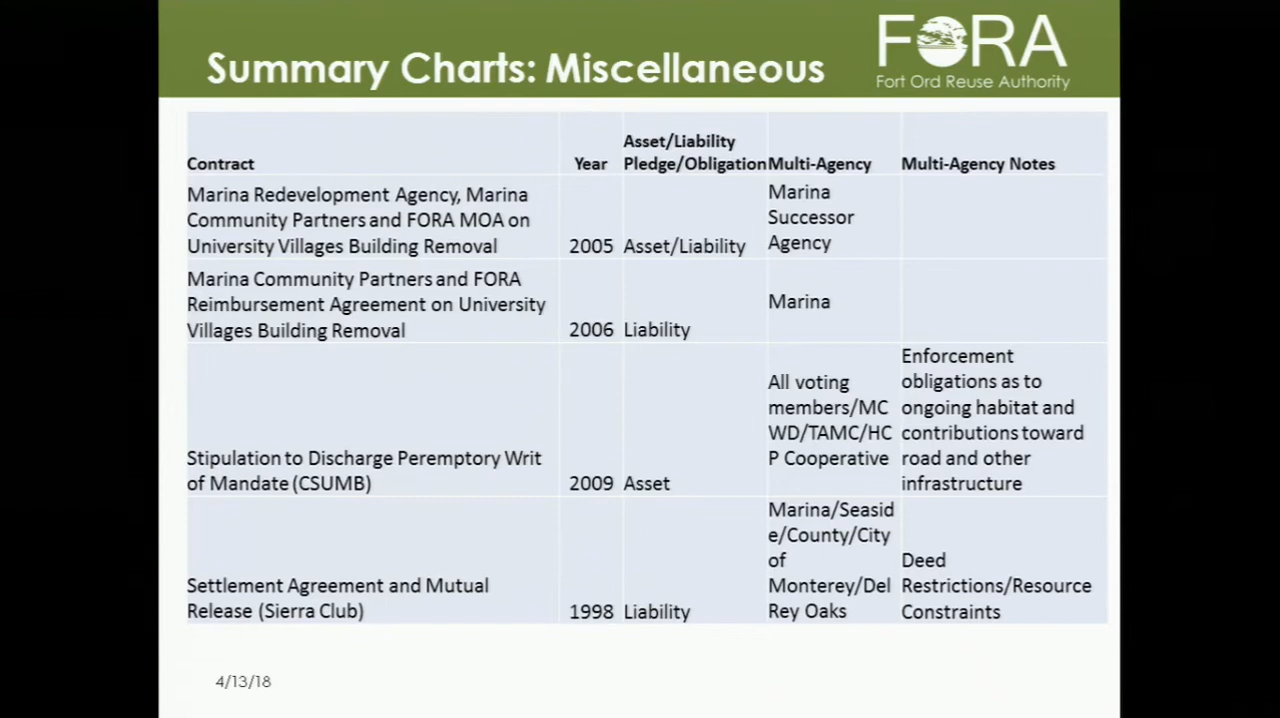 FORA
Summary Charts: Miscellaneous
Fort Ord Reuse Authority
Asset/Liability
Contract Year Pledge/Obligation Multi-Agency Multi-Agency Notes
Marina Redevelopment Agency, Marina
Community Partners and FORA MOA on
University Villages Building Removal
2005
Asset/Liability
Marina
Successor
Agency
Marina Community Partners and FORA
Reimbursement Agreement on University
Villages Building Removal
2006
Liability
Marina
Stipulation to Discharge Peremptory Writ
of Mandate (CSUMB)
2009
Asset
All voting
members/MC
WD/TAMC/HC
P Cooperative
Enforcement
obligations as to
ongoing habitat and
contributions toward
road and other
infrastructure
Settlement Agreement and Mutual
Release (Sierra Club)
1998
Liability
Marina/Seasid
e/County/City
of
Monterey/Del
Rey Oaks
Deed
Restrictions/Resource
Constraints
4/13/18